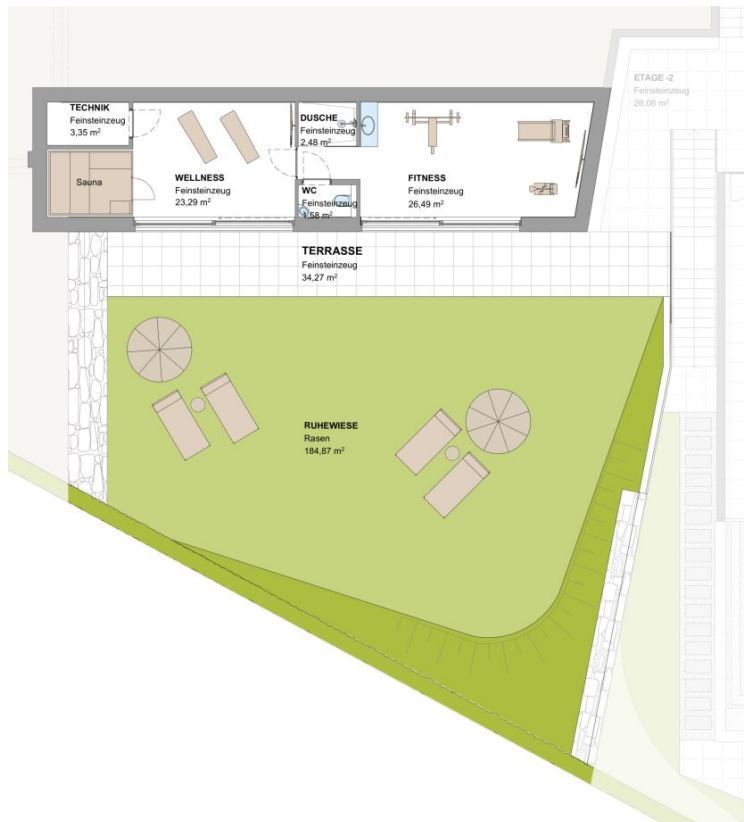 ETAGE -2
Feinsteinzeug
26,06 m²
TECHNIK
Feinsteinzeug
3,35 m²
DUSCHE
Feinsteinzeug
2,48 m²
Sauna
WELLNESS
Feinsteinzeug
23,29 m²
WC
Feinsteinzeug
1,58 m²
FITNESS
Feinsteinzeug
26,49 m²
TERRASSE
Feinsteinzeug
34,27 m²
RUHEWIESE
Rasen
184,87 m²